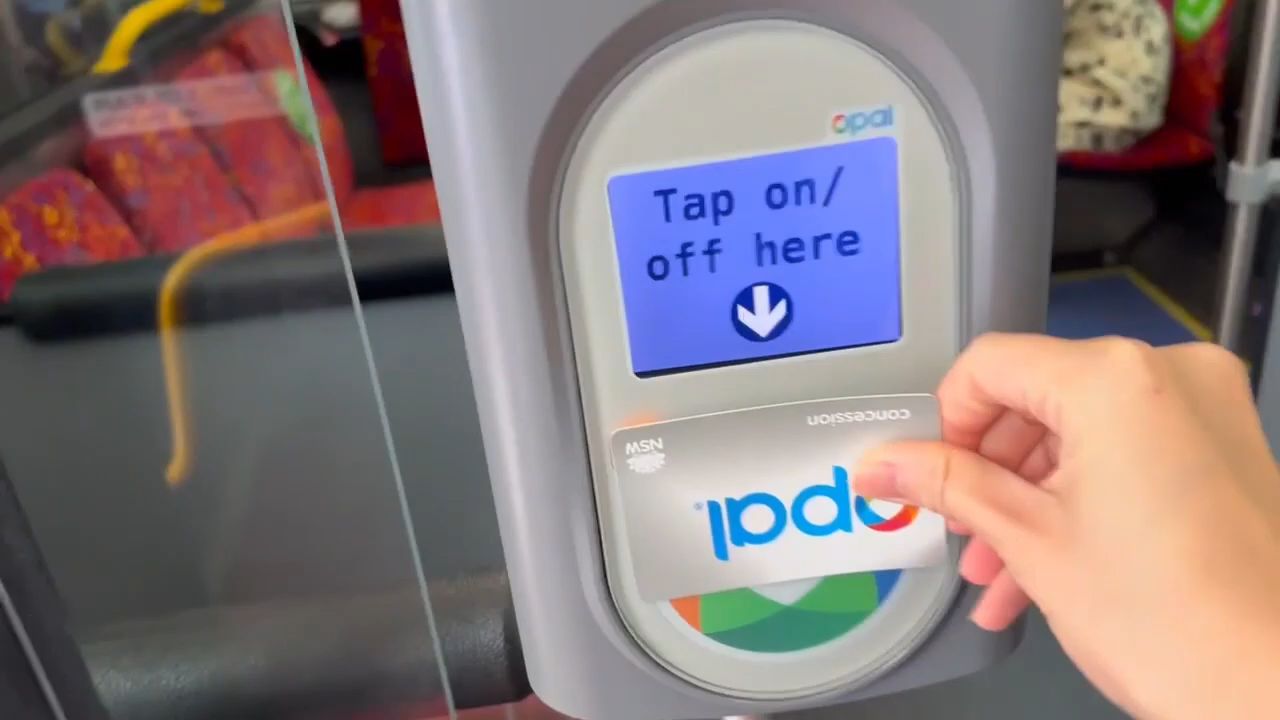 opal
Tap on/
off here
concession
NSW
opal